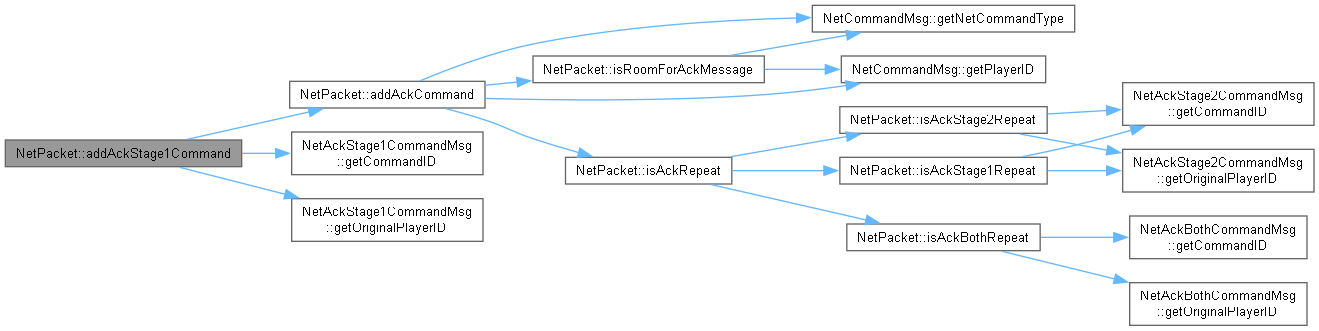 NetPacket::addAckStage1Command
NetPacket::addAckCommand
NetAckStage1CommandMsg
::getCommandID
NetAckStage1CommandMsg
::getOriginalPlayerID
NetPacket::isRoomForAckMessage
NetPacket::isAckRepeat
NetCommandMsg::getNetCommandType
NetCommandMsg::getPlayerID
NetPacket::isAckStage2Repeat
NetPacket::isAckStage1Repeat
NetPacket::isAckBothRepeat
NetAckStage2CommandMsg
::getCommandID
NetAckStage2CommandMsg
::getOriginalPlayerID
NetAckBothCommandMsg
::getCommandID
NetAckBothCommandMsg
::getOriginalPlayerID